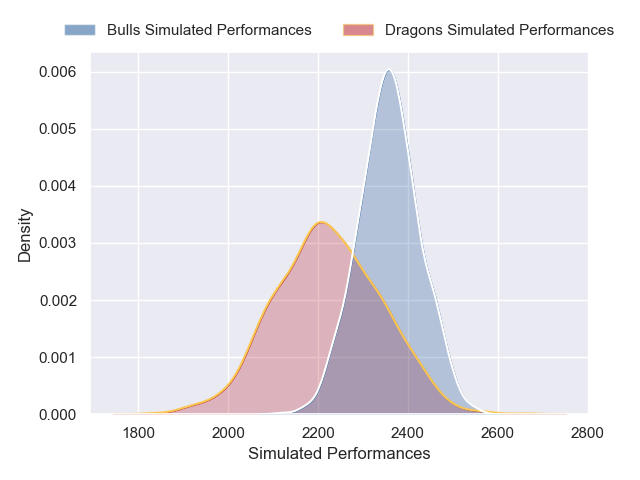 Bulls Simulated Performances Dragons Simulated Performances
0.006
0.005
0.004
0.003
0.002
0.001
0.000
Density
1800 2000 2200 2400 2600 2800
Simulated Performances